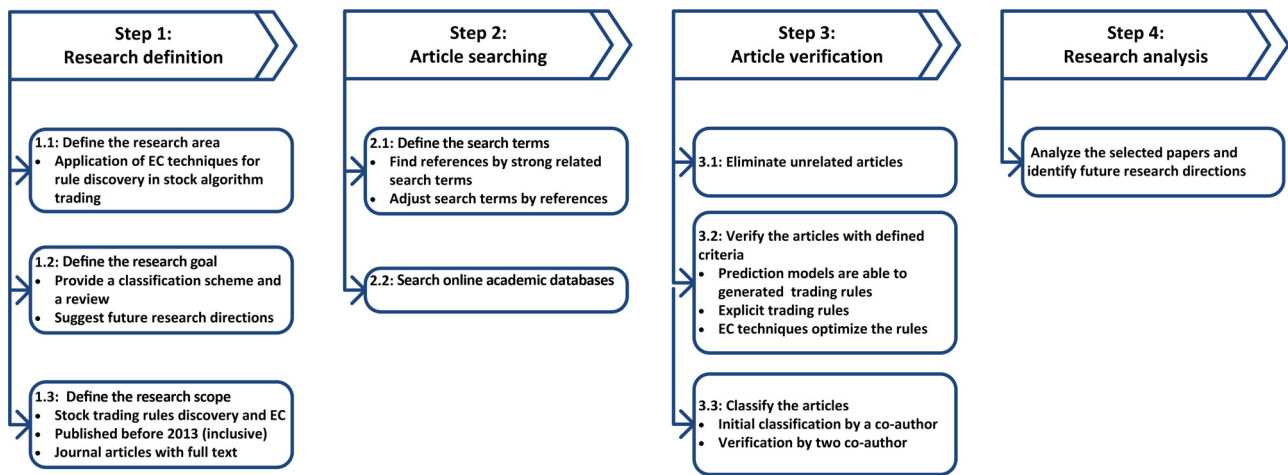 Step 1:
Research definition
1.1: Define the research area
• Application of EC techniques for
rule discovery in stock algorithm
trading
1.2: Define the research goal
• Provide a classification scheme and
a review
• Suggest future research directions
1.3: Define the research scope
• Stock trading rules discovery and EC
• Published before 2013 (inclusive)
• Journal articles with full text
Step 2:
Article searching
2.1: Define the search terms
• Find references by strong related
search terms
• Adjust search terms by references
2.2: Search online academic databases
Step 3:
Article verification
3.1: Eliminate unrelated articles
3.2: Verify the articles with defined
criteria
• Prediction models are able to
generated trading rules
• Explicit trading rules
• EC techniques optimize the rules
3.3: Classify the articles
• Initial classification by a co-author
• Verification by two co-author
Step 4:
Research analysis
Analyze the selected papers and
identify future research directions